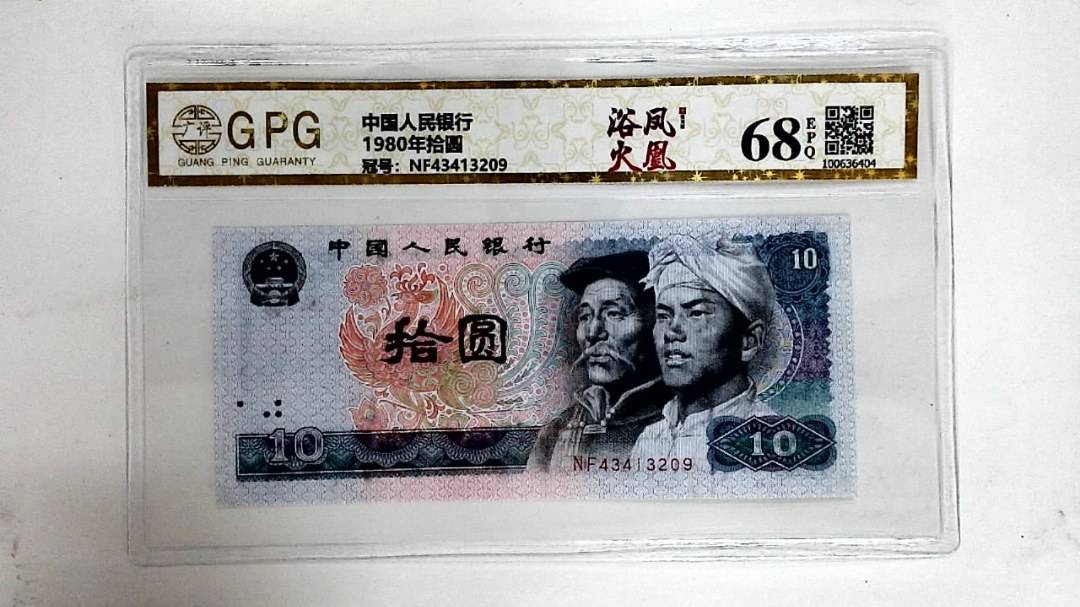 广评
GPG
GUANG PING GUARANTY
中国人民银行
1980年拾圆
冠号：NF43413209
浴凤
火凰
68
EPQ
100636404
中国人民银行
10
拾圆
10
NF43413209
10